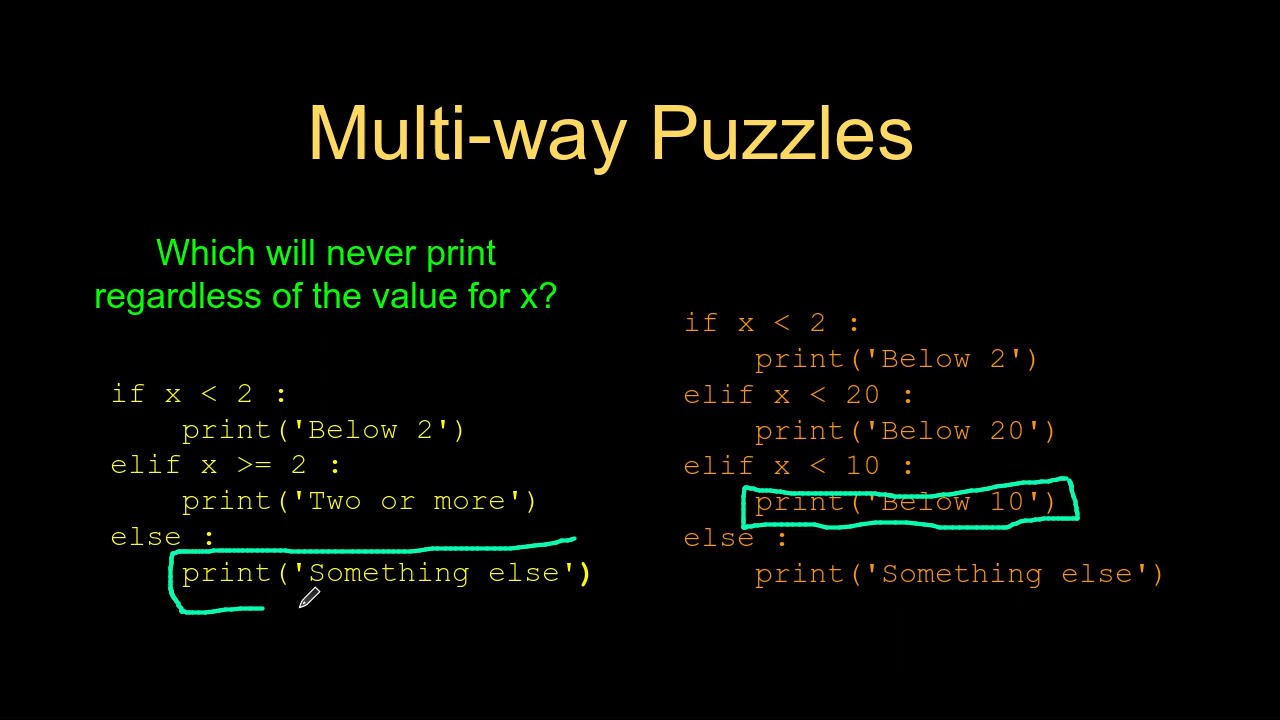 Multi-way Puzzles
Which will never print
regardless of the value for x?
if x < 2 :
    print('Below 2')
elif x >= 2 :
    print('Two or more')
else :
    print('Something else')
if x < 2 :
    print('Below 2')
elif x < 20 :
    print('Below 20')
elif x < 10 :
    print('Below 10')
else :
    print('Something else')